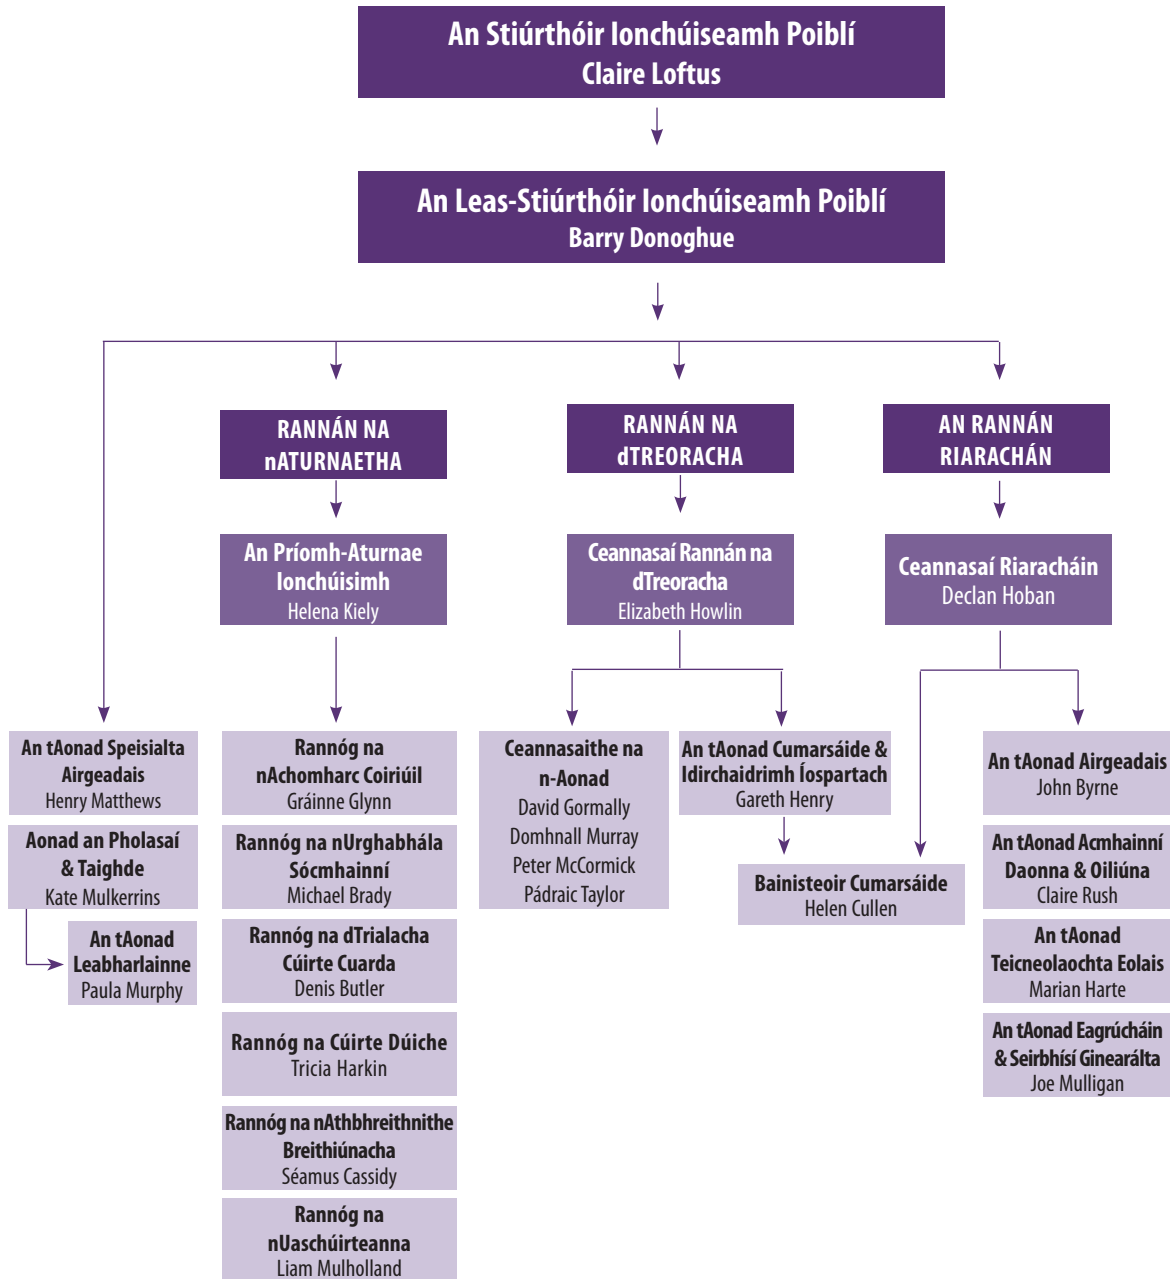 An Stiúrthóir Ionchúiseamh Poiblí
Claire Loftus
An Leas-Stiúrthóir Ionchúiseamh Poiblí
Barry Donoghue
RANNÁN NA
nATURNAETHA
RANNÁN NA
dTREORACHA
AN RANNÁN
RIARACHÁN
An Príomh-Aturnae
Ionchúisimh
Helena Kiely
Ceannasaí Rannán na
dTreoracha
Elizabeth Howlin
Ceannasaí Riaracháin
Declan Hoban
An tAonad Speisialta
Airgeadais
Henry Matthews
Aonad an Pholasaí
& Taighde
Kate Mulkerrins
An tAonad
Leabharlainne
Paula Murphy
Rannóg na
nAchomharc Coiriúil
Gráinne Glynn
Rannóg na nUrghabhála
Sócmhainní
Michael Brady
Rannóg na dTrialacha
Cúirte Cuarda
Denis Butler
Rannóg na Cúirte Dúiche
Tricia Harkin
Rannóg na nAthbhreithnithe
Breithiúnacha
Séamus Cassidy
Rannóg na
nUaschúirteanna
Liam Mulholland
Ceannasaithe na
n-Aonad
David Gormally
Domhnall Murray
Peter McCormick
Pádraic Taylor
An tAonad Cumarsáide &
Idirchaidrimh Íospartach
Gareth Henry
Bainisteoir Cumarsáide
Helen Cullen
An tAonad Airgeadais
John Byrne
An tAonad Acmhainní
Daonna & Oiliúna
Claire Rush
An tAonad
Teicneolaochta Eolais
Marian Harte
An tAonad Eagrúcháin
& Seirbhísí Ginearálta
Joe Mulligan